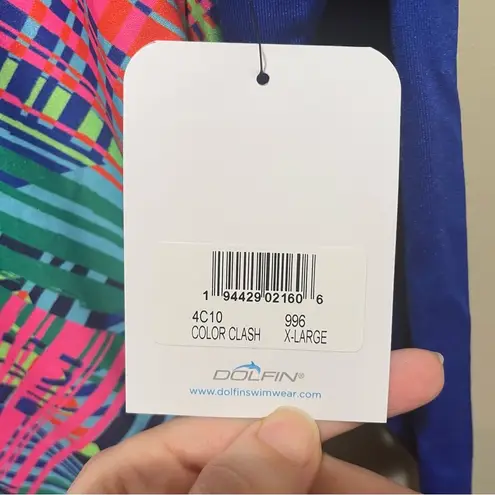 1 94429 02160 6
4C10 996
COLOR CLASH X-LARGE
DOLFIN®
www.dolfinswimwear.com